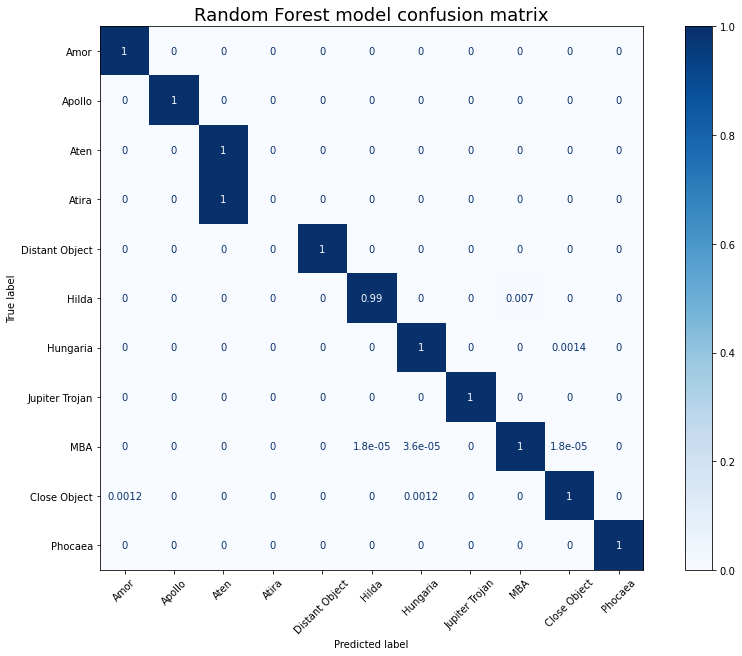 Random Forest model confusion matrix
True label
Amor 1 0 0 0 0 0 0 0 0 0 0
Apollo 0 1 0 0 0 0 0 0 0 0 0
Aten 0 0 1 0 0 0 0 0 0 0 0
Atira 0 0 1 0 0 0 0 0 0 0 0
Distant Object 0 0 0 0 1 0 0 0 0 0 0
Hilda 0 0 0 0 0 0.99 0 0 0.007 0 0
Hungaria 0 0 0 0 0 0 1 0 0 0.0014 0
Jupiter Trojan 0 0 0 0 0 0 0 1 0 0 0
MBA 0 0 0 0 0 1.8e-05 3.6e-05 0 1 1.8e-05 0
Close Object 0.0012 0 0 0 0 0 0.0012 0 0 1 0
Phocaea 0 0 0 0 0 0 0 0 0 0 1
Amor Apollo Aten Atira Distant Object Hilda Hungaria Jupiter Trojan MBA Close Object Phocaea
Predicted label
1.0
0.8
0.6
0.4
0.2
0.0